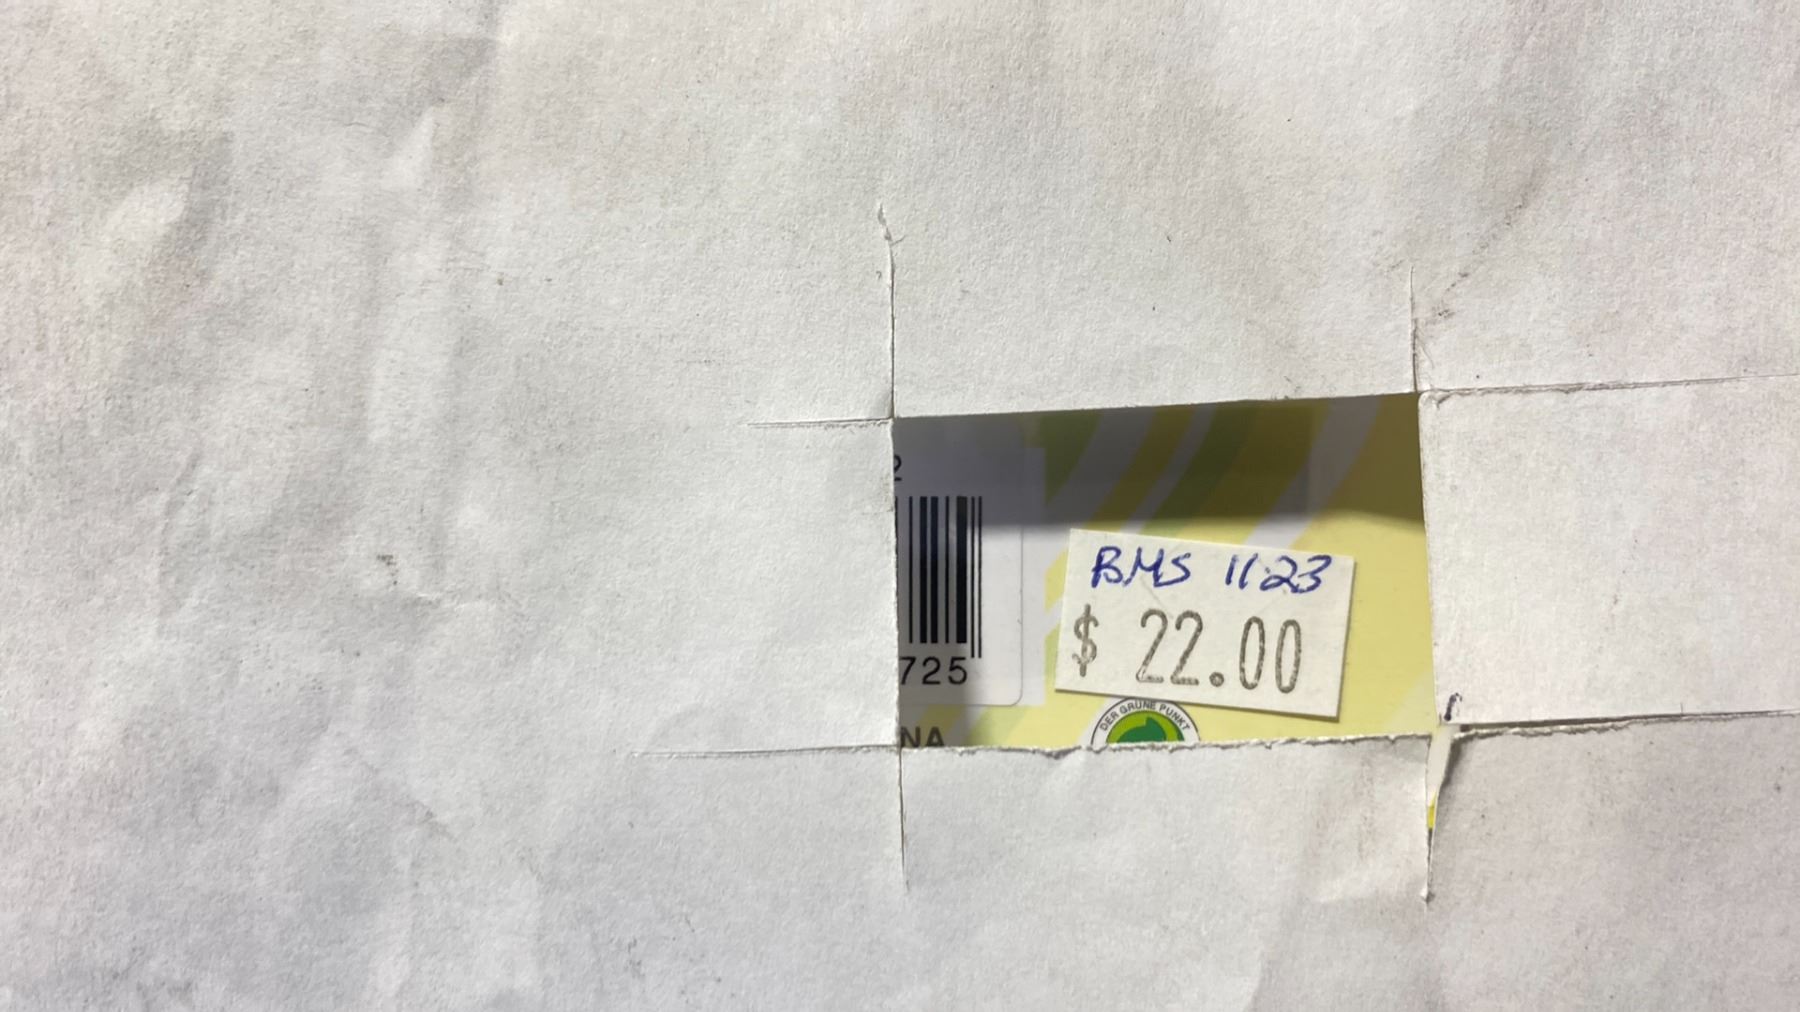 2
BMS 11·23
$ 22.00
725
DER GRÜNE PUNKT
NA